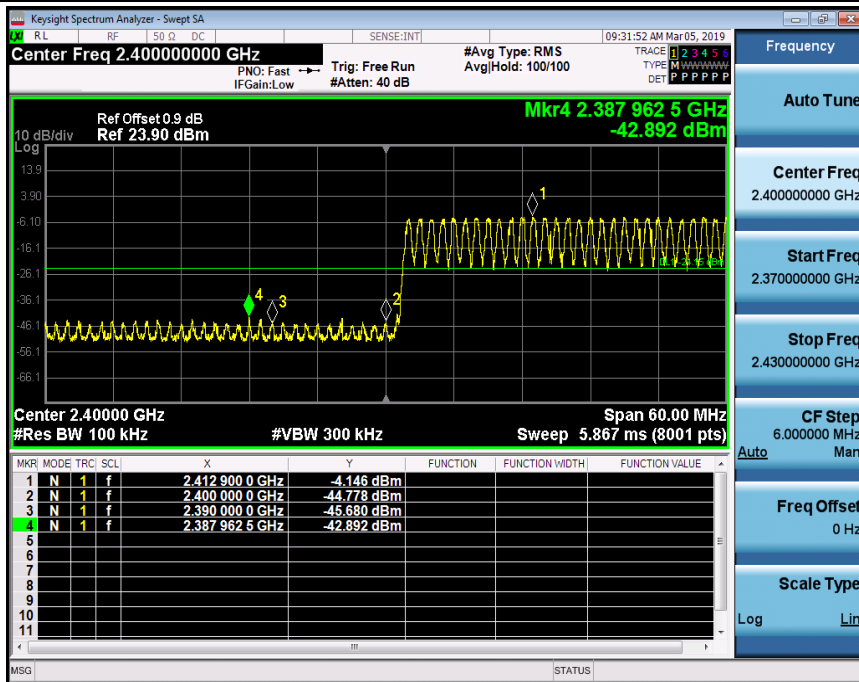 Keysight Spectrum Analyzer - Swept SA
RL RF 50 Ω DC SENSE:INT 09:31:52 AM Mar 05, 2019
Center Freq 2.400000000 GHz
PNO: Fast
IFGain:Low
Trig: Free Run
#Atten: 40 dB
#Avg Type: RMS
Avg|Hold: 100/100
TRACE 1 2 3 4 5 6
TYPE M WWWWW
DET P P P P P P
Ref Offset 0.9 dB
Ref 23.90 dBm
10 dB/div
Log
Mkr4 2.387 962 5 GHz
-42.892 dBm
13.9
3.90
-6.10
-16.1
-26.1
-36.1
-46.1
-56.1
-66.1
1
2
3
4
Center 2.40000 GHz
Span 60.00 MHz
#Res BW 100 kHz
#VBW 300 kHz
Sweep 5.867 ms (8001 pts)
MKR MODE TRC SCL X Y FUNCTION FUNCTION WIDTH FUNCTION VALUE
1 N 1 f 2.412 900 0 GHz -4.146 dBm
2 N 1 f 2.400 000 0 GHz -44.778 dBm
3 N 1 f 2.390 000 0 GHz -45.680 dBm
4 N 1 f 2.387 962 5 GHz -42.892 dBm
5
6
7
8
9
10
11
MSG
STATUS
Frequency
Auto Tune
Center Freq
2.400000000 GHz
Start Freq
2.370000000 GHz
Stop Freq
2.430000000 GHz
CF Step
6.000000 MHz
Auto Man
Freq Offset
0 Hz
Scale Type
Log Lin